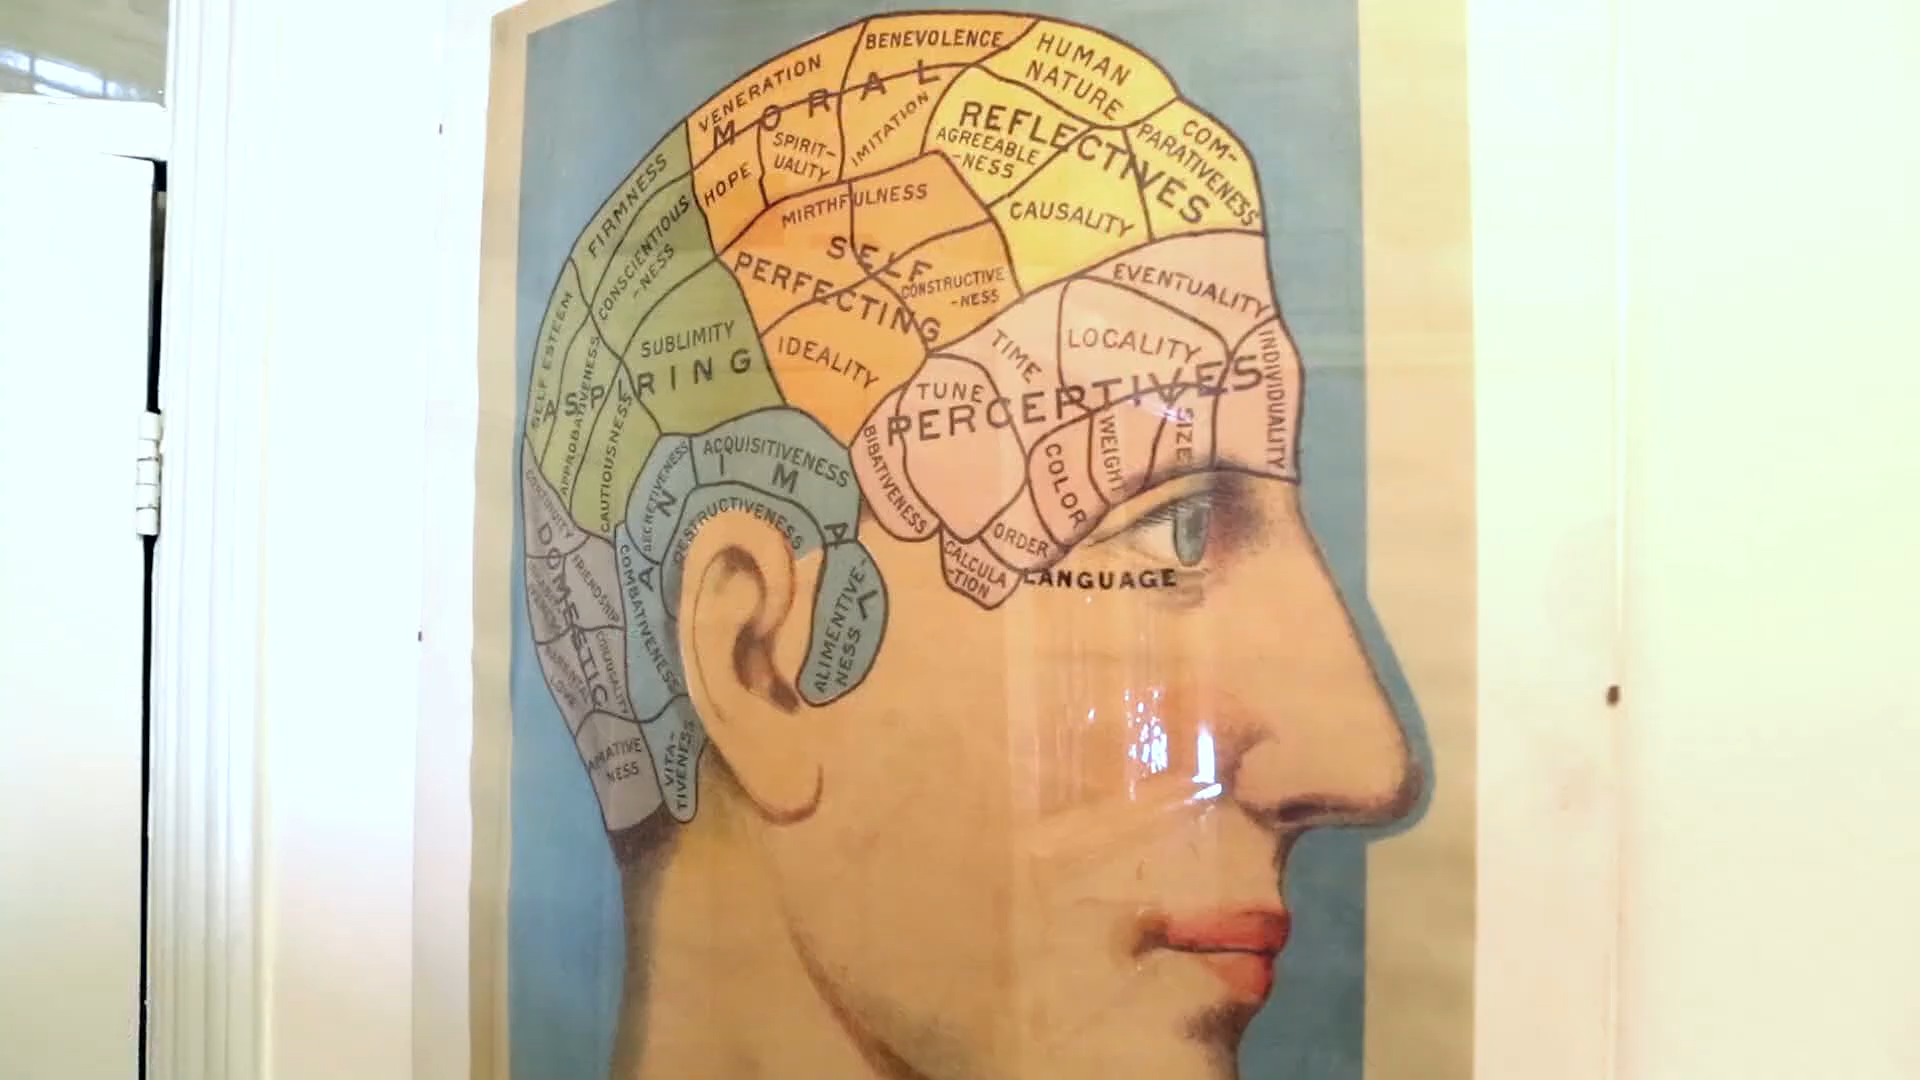 BENEVOLENCE
HUMAN
NATURE
VENERATION
MORAL
IMITATION
SPIRIT-
UALITY
HOPE
REFLECTIVES
AGREEABLE
-NESS
COM-
PARATIVENESS
CAUSALITY
FIRMNESS
CONSCIENTIOUS
-NESS
MIRTHFULNESS
SELF
PERFECTING
CONSTRUCTIVE
-NESS
IDEALITY
SUBLIMITY
ASPIRING
SELF ESTEEM
APPROBATIVENESS
CAUTIOUSNESS
EVENTUALITY
INDIVIDUALITY
LOCALITY
TIME
TUNE
PERCEPTIVES
SIZE
WEIGHT
COLOR
ORDER
CALCULA
-TION
BIBATIVENESS
LANGUAGE
ACQUISITIVENESS
SECRETIVENESS
DESTRUCTIVENESS
ANIMAL
ALIMENTIVE-
NESS
COMBATIVENESS
VITA-
TIVENESS
CONTINUITY
DOMESTIC
FRIENDSHIP
CONJUGALITY
PARENTAL
LOVE
AMATIVE
NESS